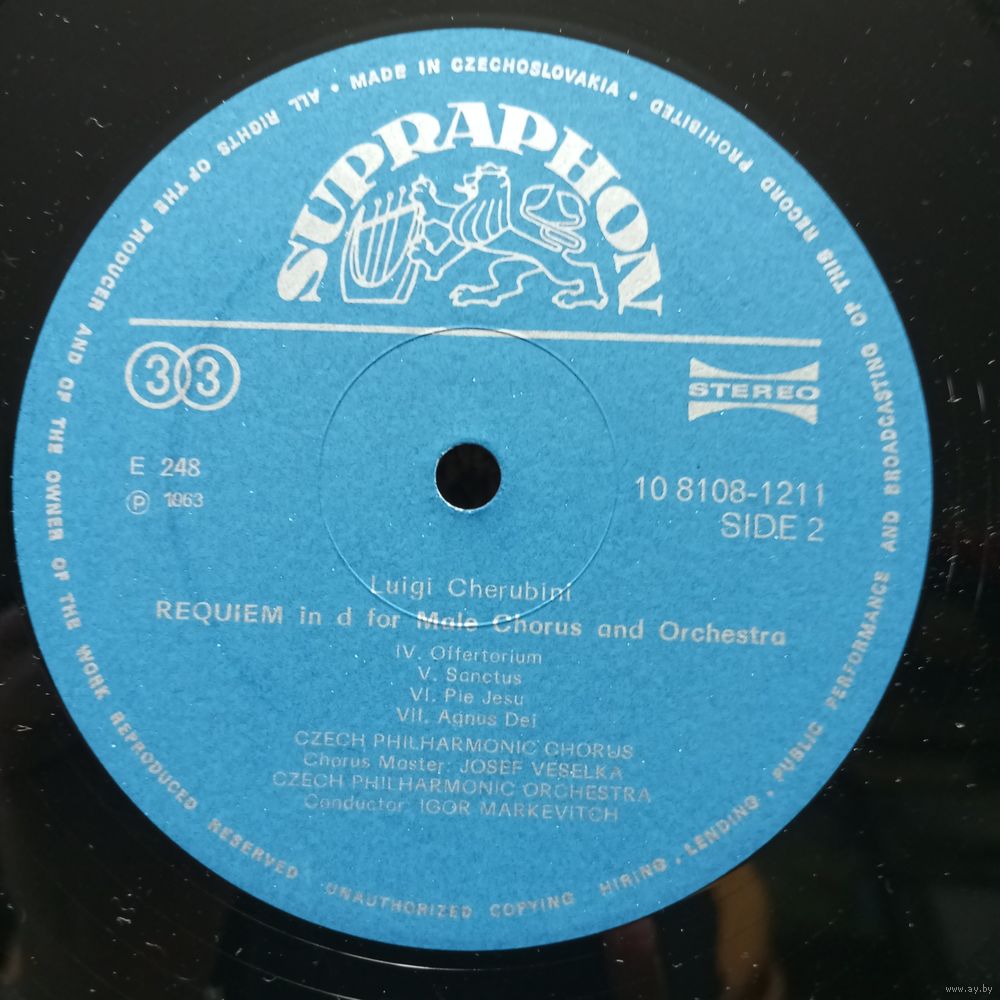 ALL RIGHTS OF THE PRODUCER AND OF THE OWNER OF THE WORK REPRODUCED RESERVED UNAUTHORIZED COPYING HIRING, LENDING, PUBLIC PERFORMANCE AND BROADCASTING OF THIS RECORD PROHIBITED • MADE IN CZECHOSLOVAKIA •
SUPRAPHON
33
STEREO
E 248
Ⓟ 1963
10 8108-1211
SIDE 2
Luigi Cherubini
REQUIEM in d for Male Chorus and Orchestra
IV. Offertorium
V. Sanctus
VI. Pie Jesu
VII. Agnus Dei
CZECH PHILHARMONIC CHORUS
Chorus Master: JOSEF VESELKA
CZECH PHILHARMONIC ORCHESTRA
Conductor: IGOR MARKEVITCH
www.ay.by